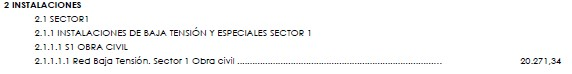 2 INSTALACIONES
2.1 SECTOR1
2.1.1 INSTALACIONES DE BAJA TENSIÓN Y ESPECIALES SECTOR 1
2.1.1.1 S1 OBRA CIVIL
2.1.1.1.1 Red Baja Tensión. Sector 1 Obra civil ........................................................................ 20.271,34